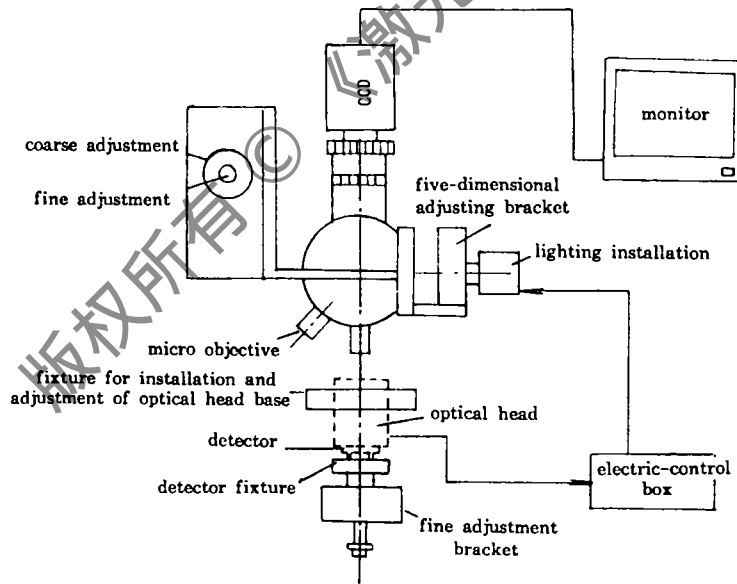 CCD
monitor
coarse adjustment
fine adjustment
five-dimensional
adjusting bracket
lighting installation
micro objective
fixture for installation and
adjustment of optical head base
optical head
detector
detector fixture
electric-control
box
fine adjustment
bracket
版权所有 © 《激光